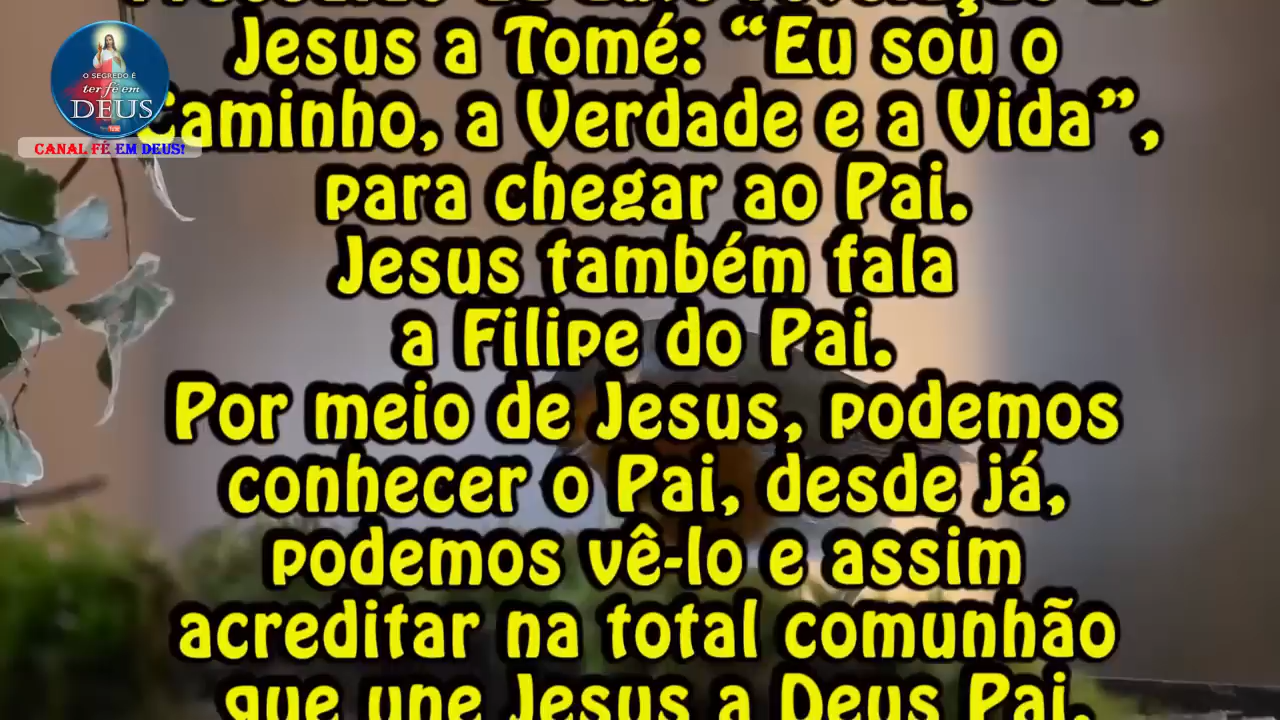 O SEGREDO É
ter fé em
DEUS
CANAL FÉ EM DEUS!
Jesus a Tomé: “Eu sou o
Caminho, a Verdade e a Vida”,
para chegar ao Pai.
Jesus também fala
a Filipe do Pai.
Por meio de Jesus, podemos
conhecer o Pai, desde já,
podemos vê-lo e assim
acreditar na total comunhão
que une Jesus a Deus Pai.